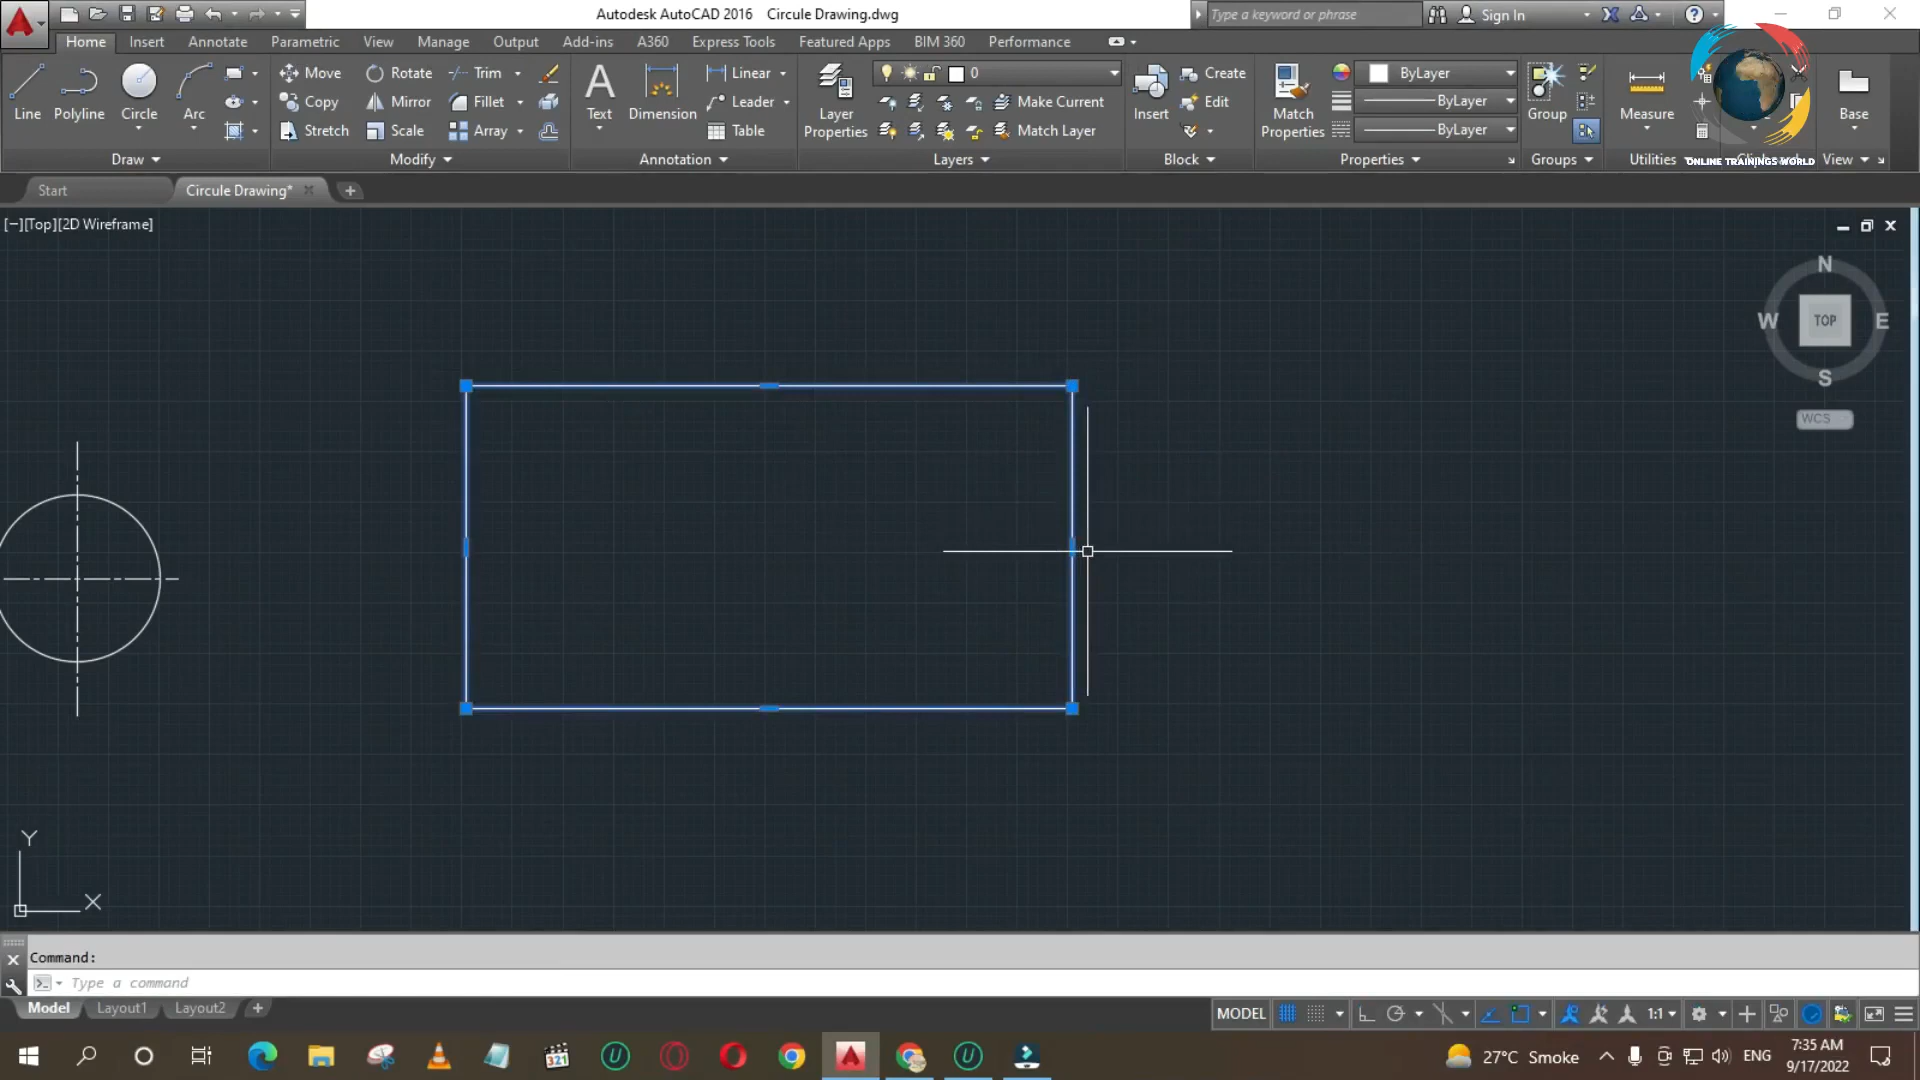 Autodesk AutoCAD 2016 Circule Drawing.dwg
Type a keyword or phrase
Sign In
Home Insert Annotate Parametric View Manage Output Add-ins A360 Express Tools Featured Apps BIM 360 Performance
Line Polyline Circle Arc
Move Rotate Trim
Copy Mirror Fillet
Stretch Scale Array
Text Dimension
Linear
Leader
Table
Layer Properties
0
Make Current
Match Layer
Insert
Create
Edit
Match Properties
ByLayer
ByLayer
ByLayer
Group
Measure
Base
ONLINE TRAININGS WORLD
Draw Modify Annotation Layers Block Properties Groups Utilities View
Start Circule Drawing*
[−][Top][2D Wireframe]
N
W TOP E
S
WCS
Y
X
Command:
Type a command
Model Layout1 Layout2
MODEL 1:1
321
27°C Smoke
ENG
7:35 AM
9/17/2022